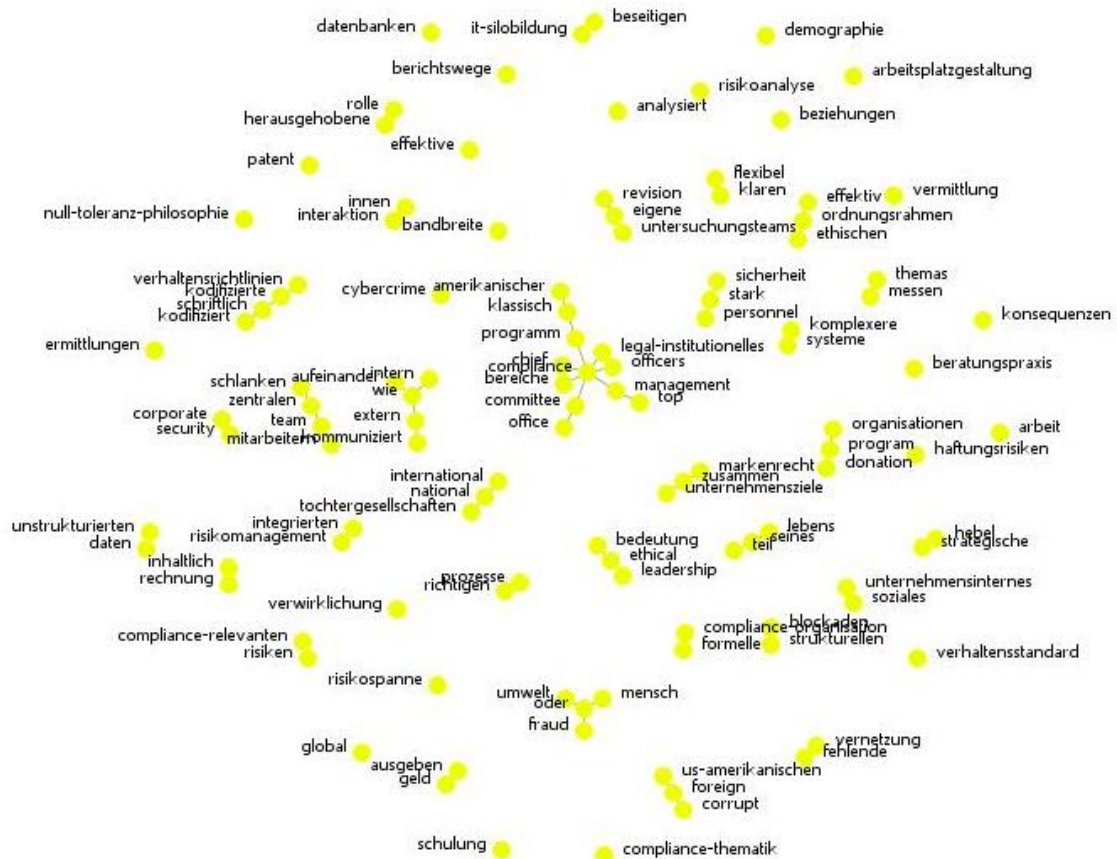 datenbanken
it-silobildung
beseitigen
demographie
berichtswege
risikoanalyse
arbeitsplatzgestaltung
rolle
herausgehobene
analysiert
beziehungen
effektive
patent
flexibel
klaren
innen
interaktion
bandbreite
revision
eigene
untersuchungsteams
effektiv
ordnungsrahmen
ethischen
vermittlung
null-toleranz-philosophie
verhaltensrichtlinien
kodifizierte
schriftlich
kodifiziert
cybercrime
amerikanischer
klassisch
programm
sicherheit
stark
personnel
themas
messen
komplexere
systeme
konsequenzen
ermittlungen
chief
compliance
bereiche
committee
office
legal-institutionelles
officers
management
top
beratungspraxis
schlanken
zentralen
team
mitarbeitern
aufeinander
intern
wie
extern
kommuniziert
corporate
security
organisationen
program
donation
arbeit
haftungsrisiken
international
national
tochtergesellschaften
markenrecht
zusammen
unternehmensziele
unstrukturierten
daten
integrierten
risikomanagement
inhaltlich
rechnung
bedeutung
ethical
leadership
lebens
seines
teil
hebel
strategische
prozesse
richtigen
verwirklichung
unternehmensinternes
soziales
compliance-relevanten
risiken
compliance-organisation
formelle
blockaden
strukturellen
verhaltensstandard
risikospanne
umwelt
oder
mensch
fraud
global
ausgeben
geld
vernetzung
fehlende
us-amerikanischen
foreign
corrupt
schulung
compliance-thematik